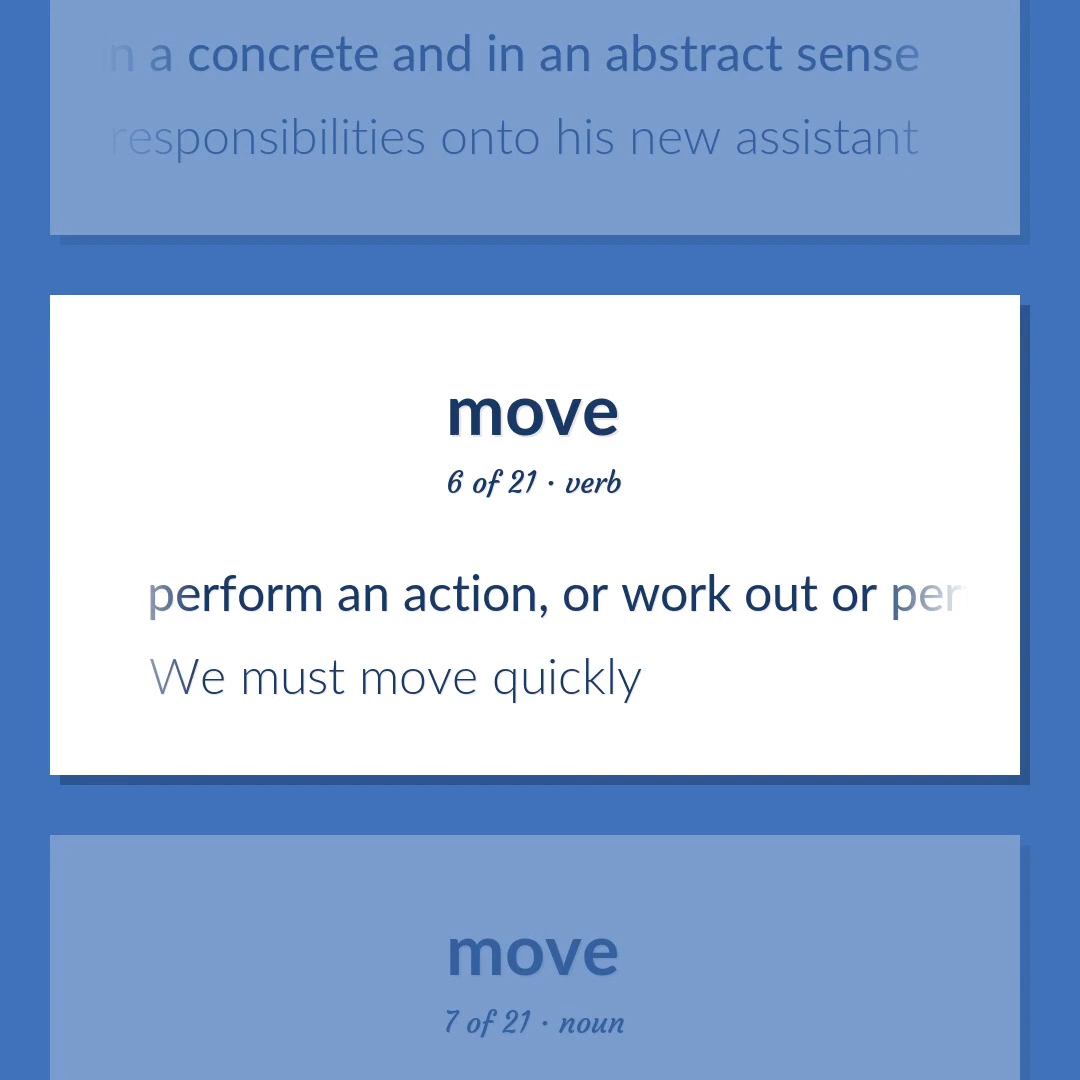 in a concrete and in an abstract sense
responsibilities onto his new assistant
move
6 of 21 · verb
perform an action, or work out or per
We must move quickly
move
7 of 21 · noun